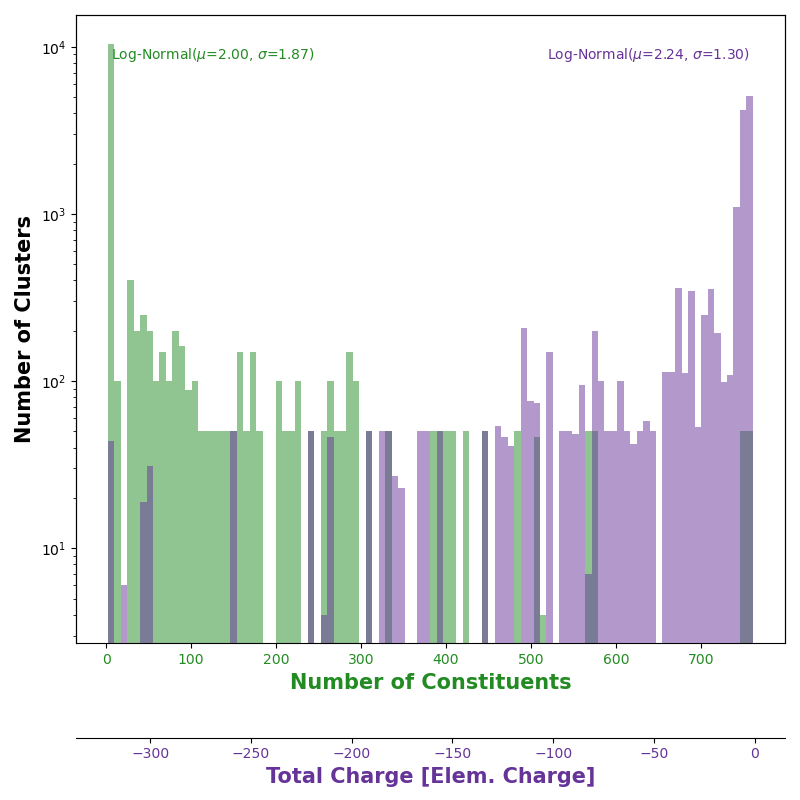 Log-Normal(μ=2.00, σ=1.87)
Log-Normal(μ=2.24, σ=1.30)
10⁴
10³
10²
10¹
Number of Clusters
0 100 200 300 400 500 600 700
Number of Constituents
−300 −250 −200 −150 −100 −50 0
Total Charge [Elem. Charge]